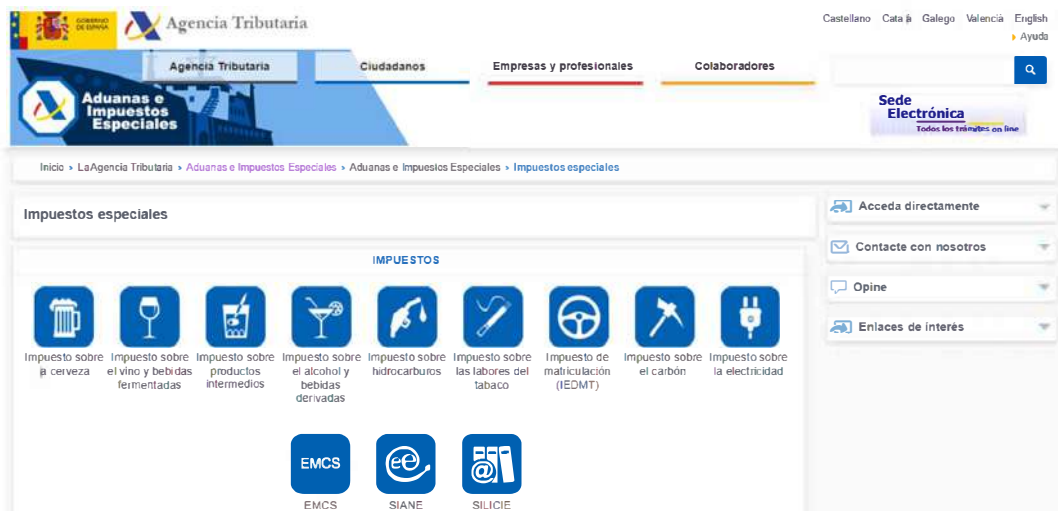 GOBIERNO DE ESPAÑA
Agencia Tributaria
Castellano Català Galego Valencià English
Ayuda
Agencia Tributaria Ciudadanos Empresas y profesionales Colaboradores
Aduanas e
Impuestos
Especiales
Sede
Electrónica
Todos los trámites on line
Inicio › La Agencia Tributaria › Aduanas e Impuestos Especiales › Aduanas e Impuestos Especiales › Impuestos especiales
Impuestos especiales
Acceda directamente
Contacte con nosotros
Opine
Enlaces de interés
IMPUESTOS
Impuesto sobre la cerveza
Impuesto sobre el vino y bebidas fermentadas
Impuesto sobre productos intermedios
Impuesto sobre el alcohol y bebidas derivadas
Impuesto sobre hidrocarburos
Impuesto sobre las labores del tabaco
Impuesto de matriculación (IEDMT)
Impuesto sobre el carbón
Impuesto sobre la electricidad
EMCS
EMCS SIANE SILICIE